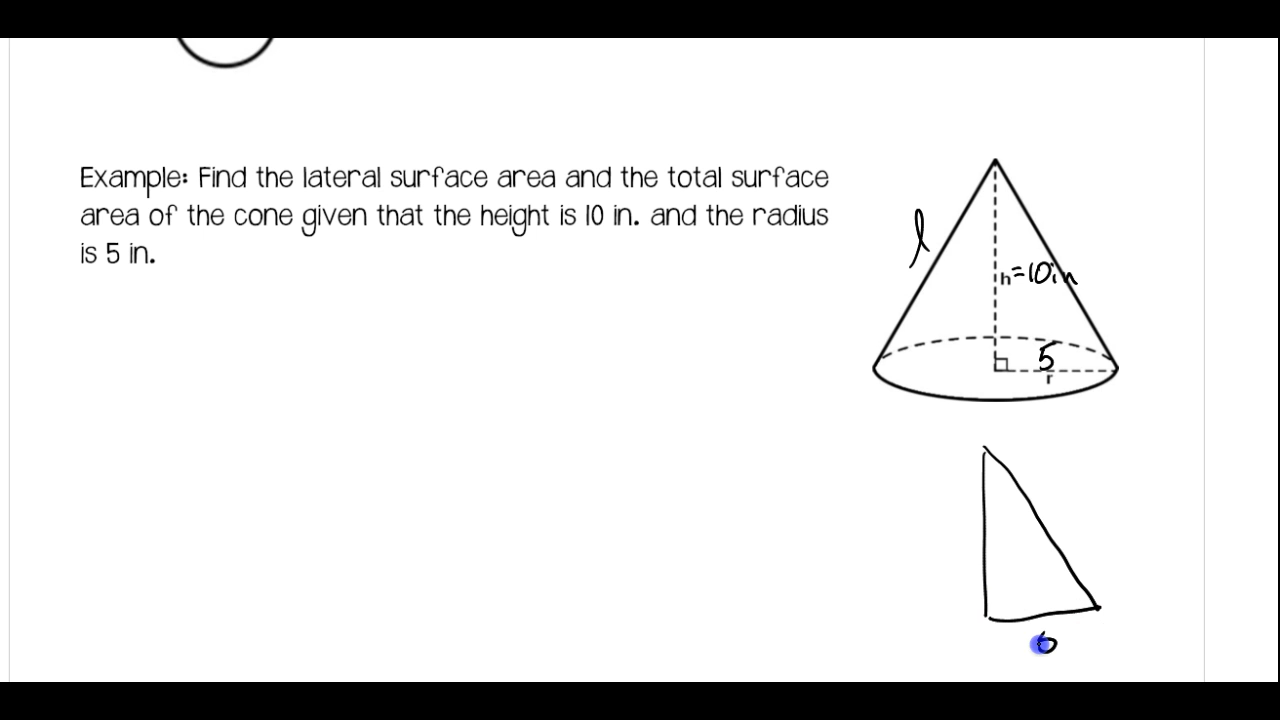 Example: Find the lateral surface area and the total surface
area of the cone given that the height is 10 in. and the radius
is 5 in.
l
h=10in
5
r